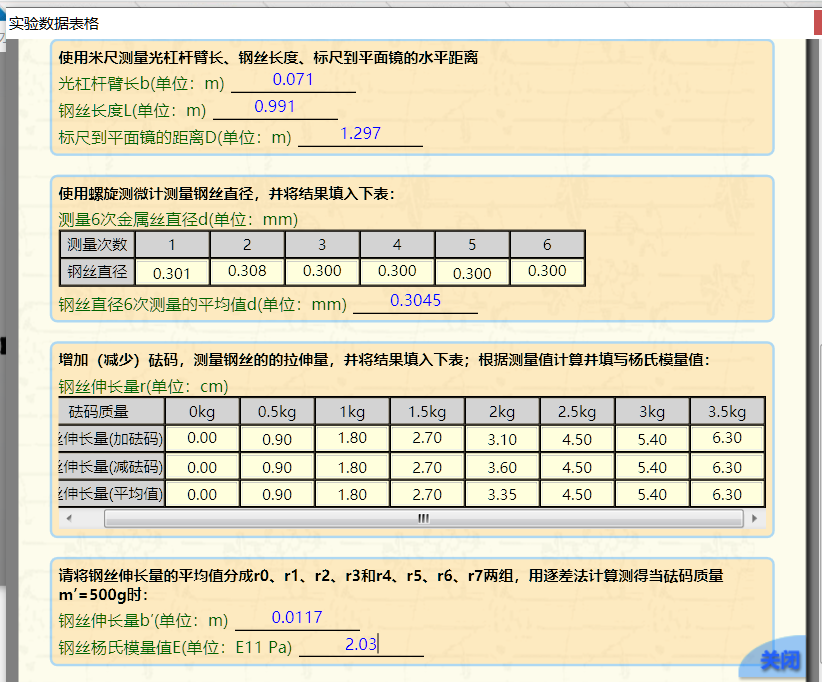 实验数据表格
使用米尺测量光杠杆臂长、钢丝长度、标尺到平面镜的水平距离
光杠杆臂长b(单位：m) 0.071
钢丝长度L(单位：m) 0.991
标尺到平面镜的距离D(单位：m) 1.297
使用螺旋测微计测量钢丝直径，并将结果填入下表：
测量6次金属丝直径d(单位：mm)
测量次数 1 2 3 4 5 6
钢丝直径 0.301 0.308 0.300 0.300 0.300 0.300
钢丝直径6次测量的平均值d(单位：mm) 0.3045
增加（减少）砝码，测量钢丝的的拉伸量，并将结果填入下表；根据测量值计算并填写杨氏模量值：
钢丝伸长量r(单位：cm)
砝码质量 0kg 0.5kg 1kg 1.5kg 2kg 2.5kg 3kg 3.5kg
伸长量(加砝码) 0.00 0.90 1.80 2.70 3.10 4.50 5.40 6.30
伸长量(减砝码) 0.00 0.90 1.80 2.70 3.60 4.50 5.40 6.30
伸长量(平均值) 0.00 0.90 1.80 2.70 3.35 4.50 5.40 6.30
请将钢丝伸长量的平均值分成r0、r1、r2、r3和r4、r5、r6、r7两组，用逐差法计算测得当砝码质量
m′=500g时：
钢丝伸长量b′(单位：m) 0.0117
钢丝杨氏模量值E(单位：E11 Pa) 2.03
关闭